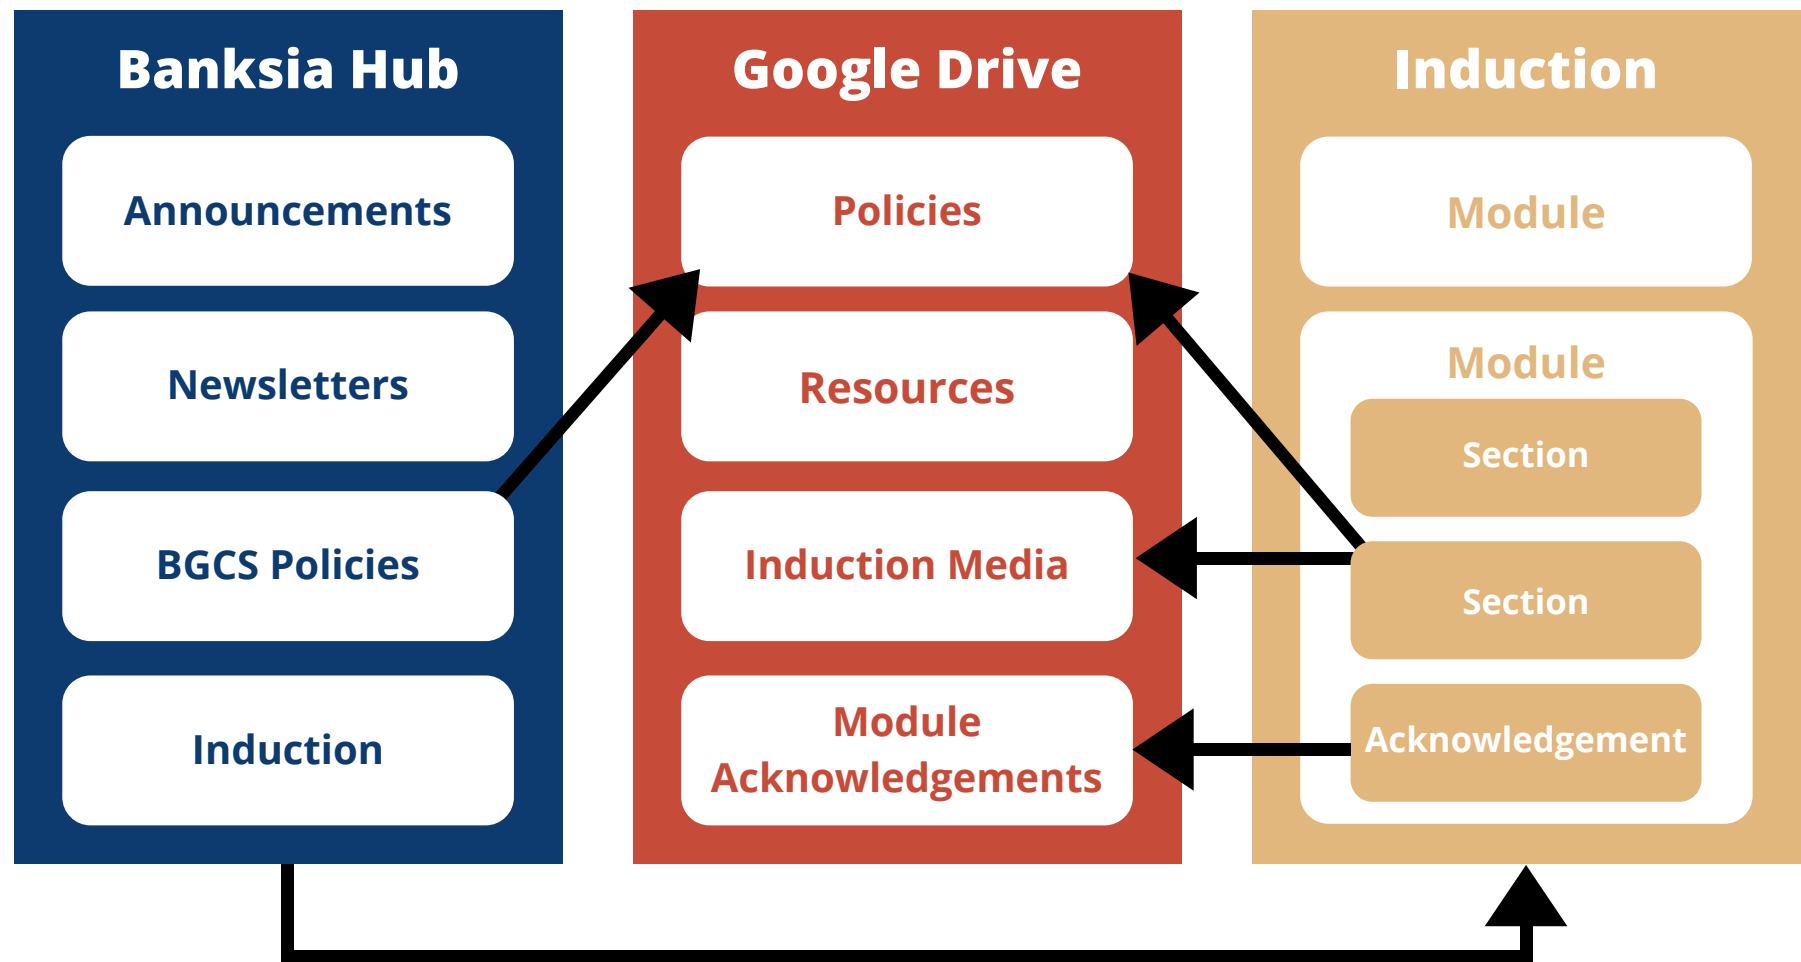 Banksia Hub
Announcements
Newsletters
BGCS Policies
Induction
Google Drive
Policies
Resources
Induction Media
Module
Acknowledgements
Induction
Module
Module
Section
Section
Acknowledgement